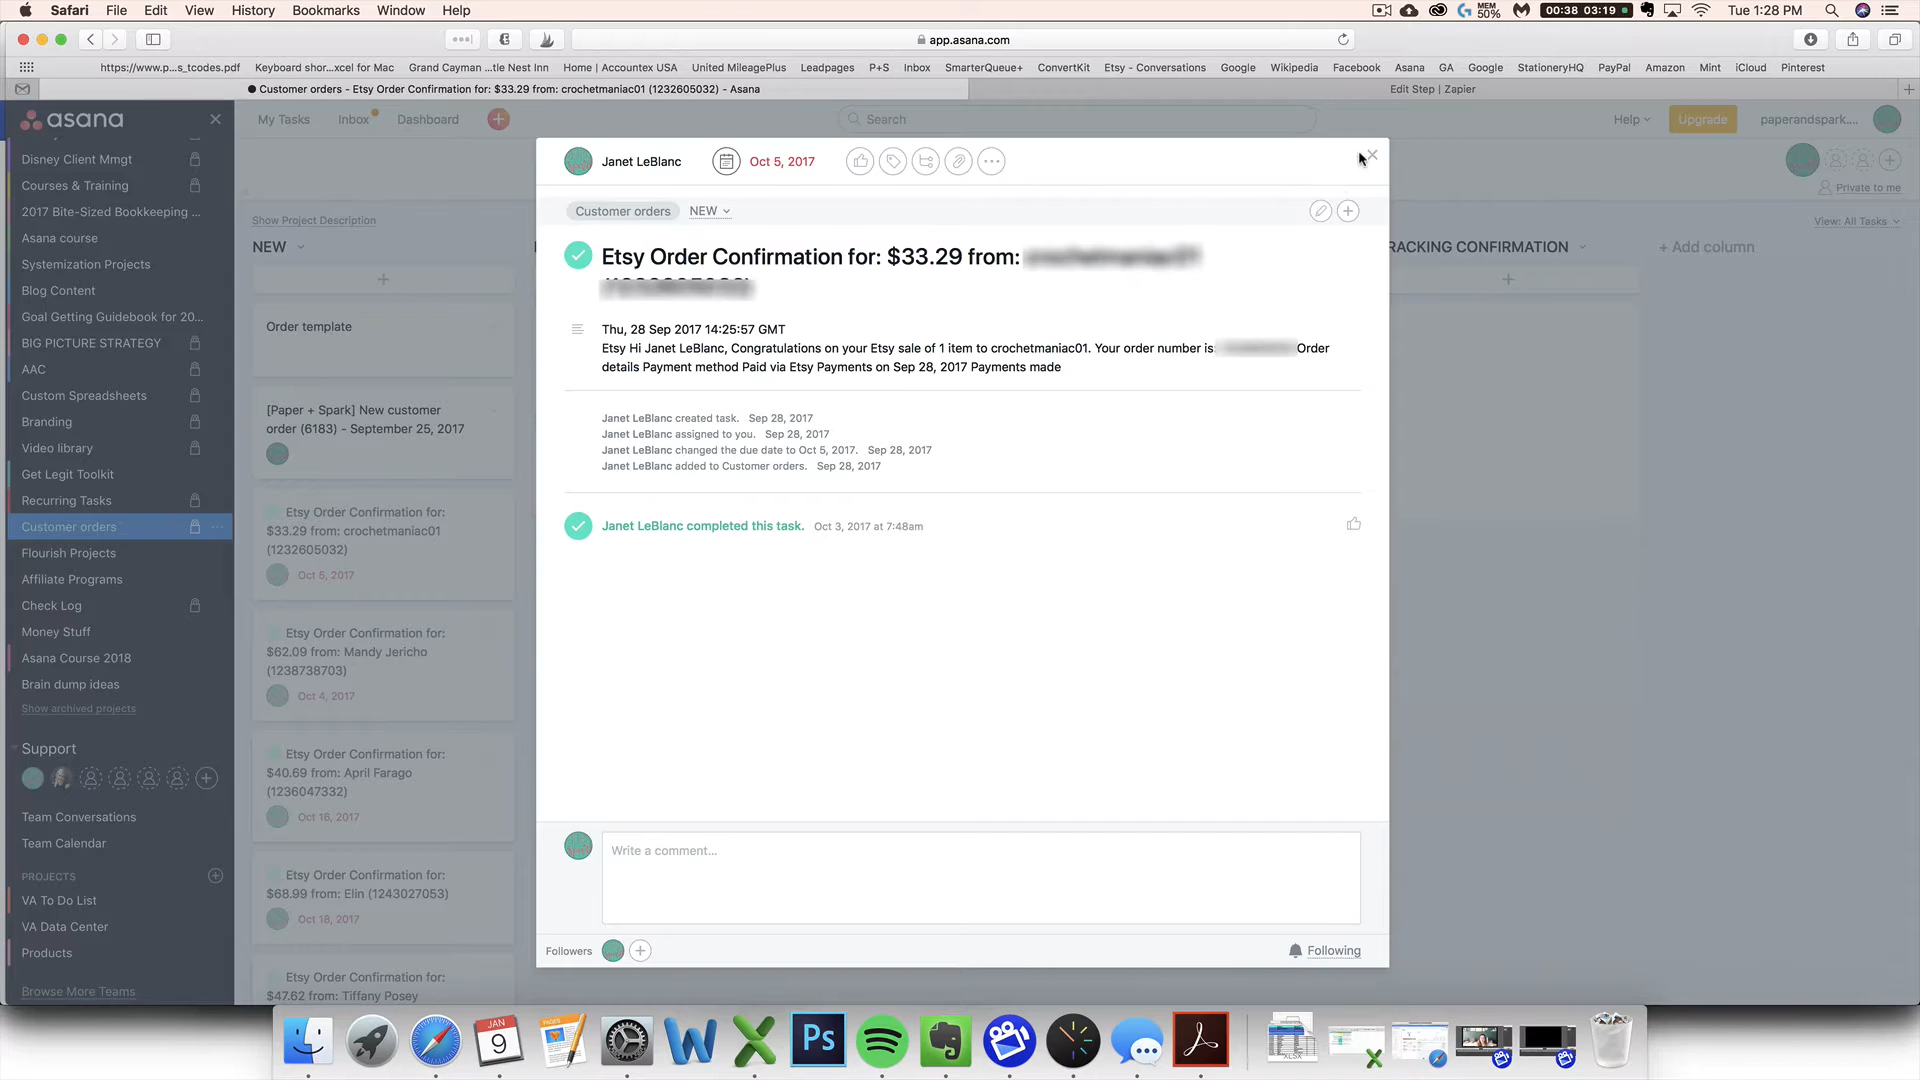 Safari File Edit View History Bookmarks Window Help
MEM 50% 00:38 03:19 Tue 1:28 PM
app.asana.com
https://www.p...s_tcodes.pdf Keyboard shor...xcel for Mac Grand Cayman ...tle Nest Inn Home | Accountex USA United MileagePlus Leadpages P+S Inbox SmarterQueue+ ConvertKit Etsy - Conversations Google Wikipedia Facebook Asana GA Google StationeryHQ PayPal Amazon Mint iCloud Pinterest
Customer orders - Etsy Order Confirmation for: $33.29 from: crochetmaniac01 (1232605032) - Asana
Edit Step | Zapier
asana
My Tasks Inbox Dashboard
Search
Help Upgrade paperandspark....
Private to me
View: All Tasks
Disney Client Mmgt
Courses & Training
2017 Bite-Sized Bookkeeping ...
Asana course
Systemization Projects
Blog Content
Goal Getting Guidebook for 20...
BIG PICTURE STRATEGY
AAC
Custom Spreadsheets
Branding
Video library
Get Legit Toolkit
Recurring Tasks
Customer orders
Flourish Projects
Affiliate Programs
Check Log
Money Stuff
Asana Course 2018
Brain dump ideas
Show archived projects
Support
Team Conversations
Team Calendar
PROJECTS
VA To Do List
VA Data Center
Products
Browse More Teams
Show Project Description
NEW
Order template
[Paper + Spark] New customer
order (6183) - September 25, 2017
Etsy Order Confirmation for:
$33.29 from: crochetmaniac01
(1232605032)
Oct 5, 2017
Etsy Order Confirmation for:
$62.09 from: Mandy Jericho
(1238738703)
Oct 4, 2017
Etsy Order Confirmation for:
$40.69 from: April Farago
(1236047332)
Oct 16, 2017
Etsy Order Confirmation for:
$68.99 from: Elin (1243027053)
Oct 18, 2017
Etsy Order Confirmation for:
$47.62 from: Tiffany Posey
Janet LeBlanc Oct 5, 2017
Customer orders NEW
Etsy Order Confirmation for: $33.29 from:
Thu, 28 Sep 2017 14:25:57 GMT
Etsy Hi Janet LeBlanc, Congratulations on your Etsy sale of 1 item to crochetmaniac01. Your order number is: Order
details Payment method Paid via Etsy Payments on Sep 28, 2017 Payments made
Janet LeBlanc created task. Sep 28, 2017
Janet LeBlanc assigned to you. Sep 28, 2017
Janet LeBlanc changed the due date to Oct 5, 2017. Sep 28, 2017
Janet LeBlanc added to Customer orders. Sep 28, 2017
Janet LeBlanc completed this task. Oct 3, 2017 at 7:48am
Write a comment...
Followers
Following
RACKING CONFIRMATION
+ Add column
JAN
9
PAGES
W
Ps
XLSX